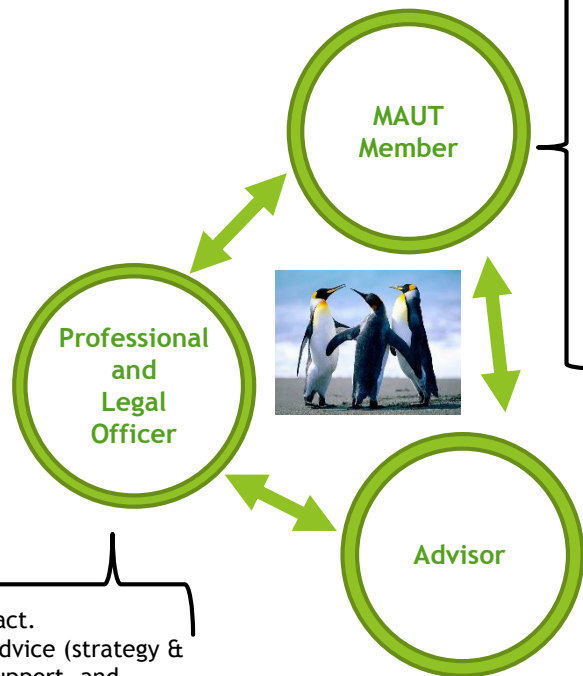 MAUT
Member
Professional
and
Legal
Officer
Advisor
act.
dvice (strategy &